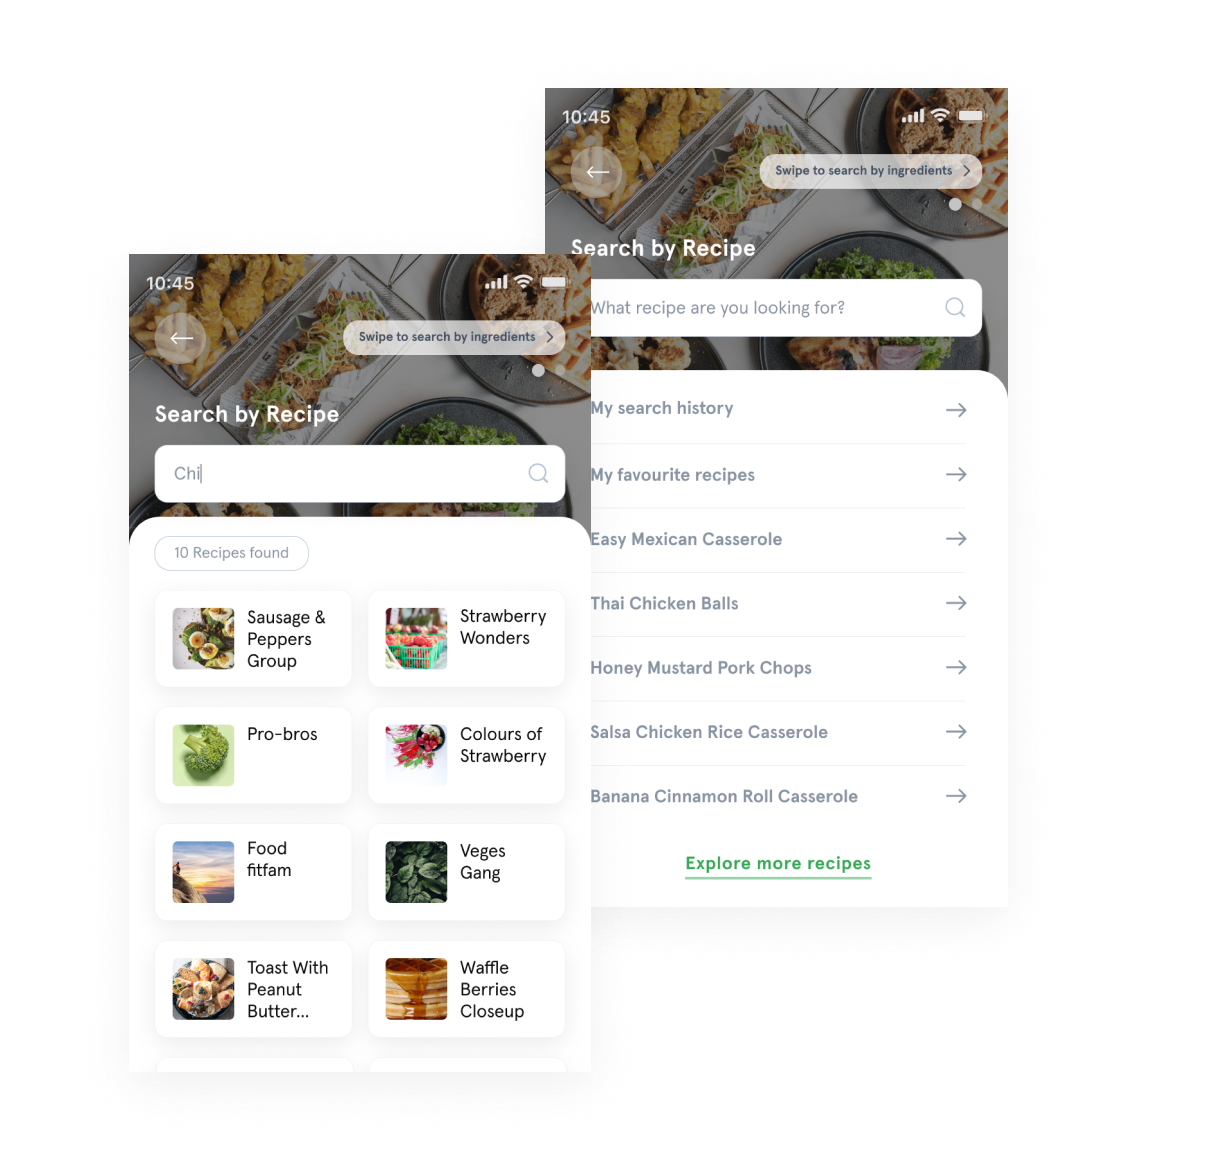 10:45
Swipe to search by ingredients
Search by Recipe
What recipe are you looking for?
My search history
My favourite recipes
Easy Mexican Casserole
Thai Chicken Balls
Honey Mustard Pork Chops
Salsa Chicken Rice Casserole
Banana Cinnamon Roll Casserole
Explore more recipes
10:45
Swipe to search by ingredients
Search by Recipe
Chi
10 Recipes found
Sausage &
Peppers
Group
Strawberry
Wonders
Pro-bros
Colours of
Strawberry
Food
fitfam
Veges
Gang
Toast With
Peanut
Butter...
Waffle
Berries
Closeup